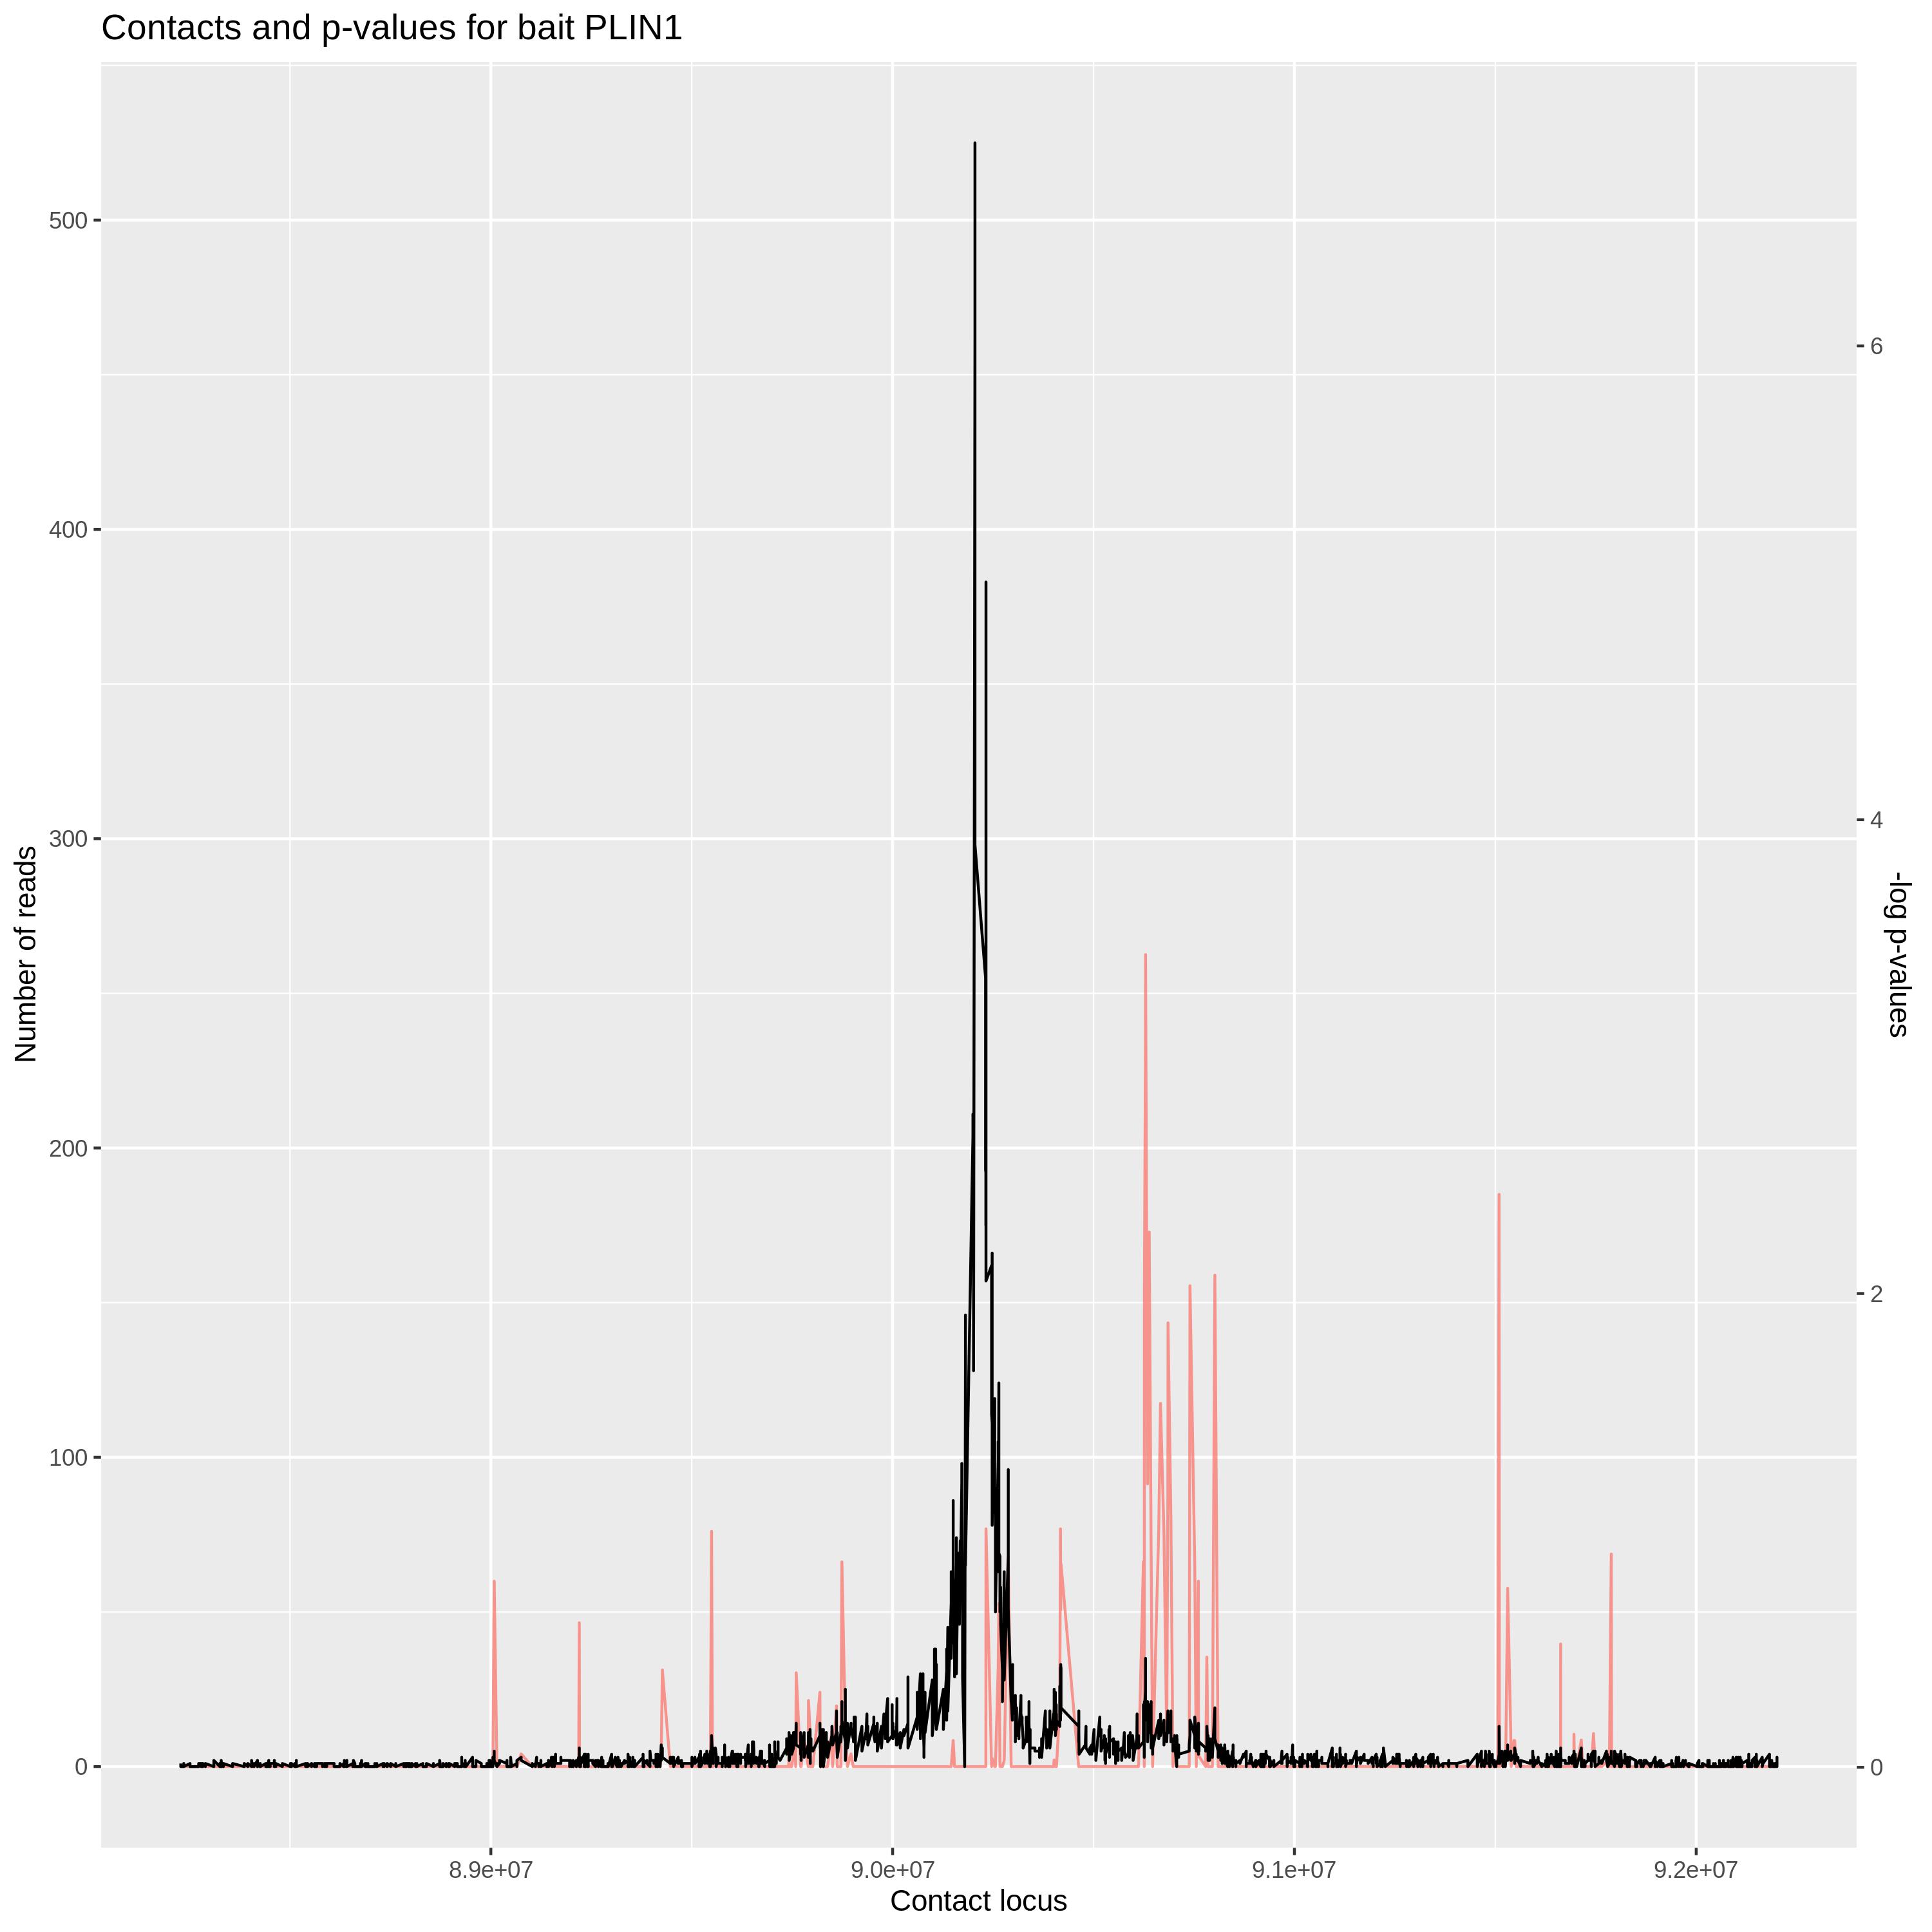 Contacts and p-values for bait PLIN1
500
400
300
200
100
0
Number of reads
6
4
2
0
-log p-values
8.9e+07
9.0e+07
9.1e+07
9.2e+07
Contact locus